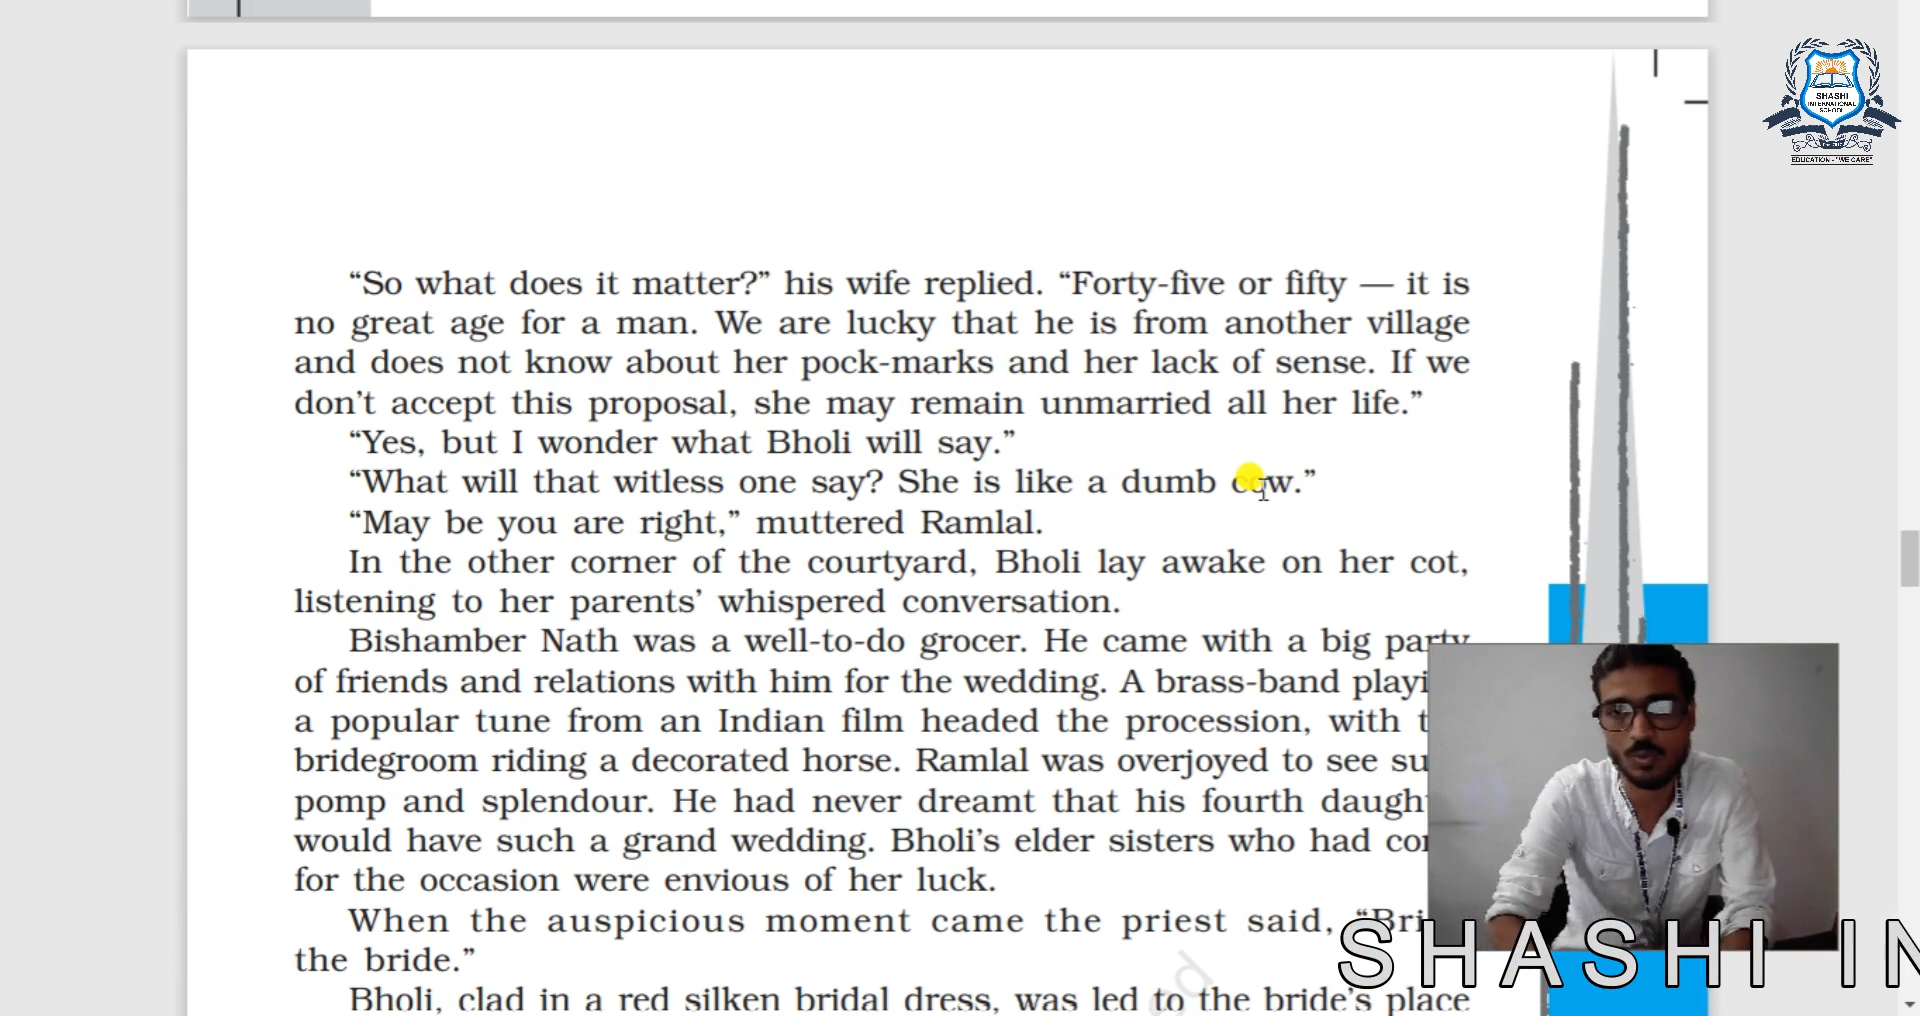 “So what does it matter?” his wife replied. “Forty-five or fifty — it is
no great age for a man. We are lucky that he is from another village
and does not know about her pock-marks and her lack of sense. If we
don’t accept this proposal, she may remain unmarried all her life.”
“Yes, but I wonder what Bholi will say.”
“What will that witless one say? She is like a dumb cow.”
“May be you are right,” muttered Ramlal.
In the other corner of the courtyard, Bholi lay awake on her cot,
listening to her parents’ whispered conversation.
Bishamber Nath was a well-to-do grocer. He came with a big party
of friends and relations with him for the wedding. A brass-band playi
a popular tune from an Indian film headed the procession, with t
bridegroom riding a decorated horse. Ramlal was overjoyed to see su
pomp and splendour. He had never dreamt that his fourth daugh
would have such a grand wedding. Bholi’s elder sisters who had co
for the occasion were envious of her luck.
When the auspicious moment came the priest said, “Bri
the bride.”
Bholi, clad in a red silken bridal dress, was led to the bride’s place
SHASHI
INTERNATIONAL
SCHOOL
EDUCATION - "WE CARE"
SHASHI IN